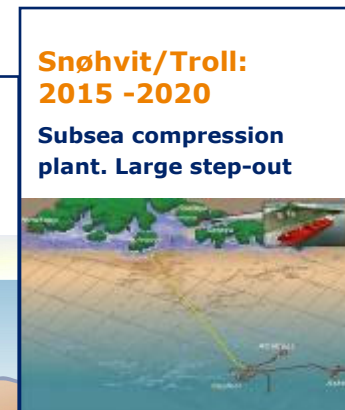 Snøhvit/Troll:
2015 -2020
Subsea compression
plant. Large step-out